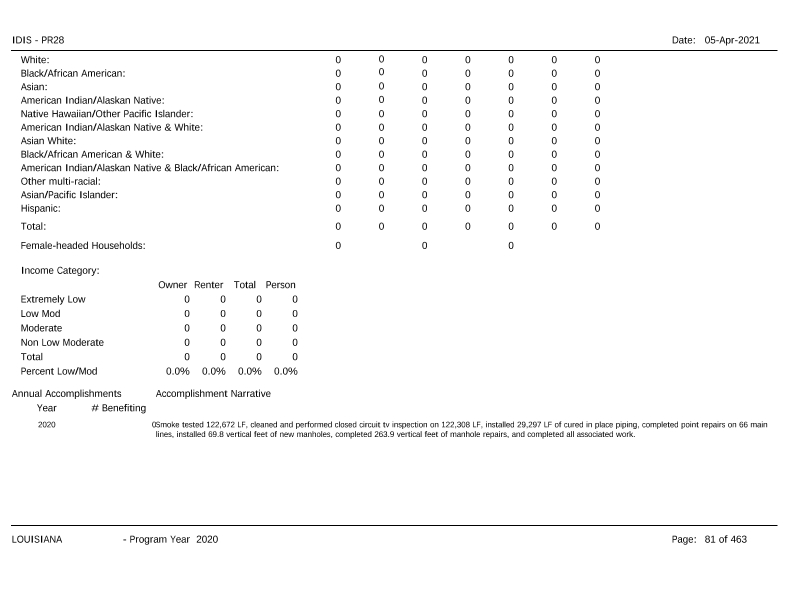 IDIS - PR28 Date: 05-Apr-2021
White: 0 0 0 0 0 0 0
Black/African American: 0 0 0 0 0 0 0
Asian: 0 0 0 0 0 0 0
American Indian/Alaskan Native: 0 0 0 0 0 0 0
Native Hawaiian/Other Pacific Islander: 0 0 0 0 0 0 0
American Indian/Alaskan Native & White: 0 0 0 0 0 0 0
Asian White: 0 0 0 0 0 0 0
Black/African American & White: 0 0 0 0 0 0 0
American Indian/Alaskan Native & Black/African American: 0 0 0 0 0 0 0
Other multi-racial: 0 0 0 0 0 0 0
Asian/Pacific Islander: 0 0 0 0 0 0 0
Hispanic: 0 0 0 0 0 0 0
Total: 0 0 0 0 0 0 0
Female-headed Households: 0 0 0
Income Category:
Owner Renter Total Person
Extremely Low 0 0 0 0
Low Mod 0 0 0 0
Moderate 0 0 0 0
Non Low Moderate 0 0 0 0
Total 0 0 0 0
Percent Low/Mod 0.0% 0.0% 0.0% 0.0%
Annual Accomplishments Accomplishment Narrative
Year # Benefiting
2020 0Smoke tested 122,672 LF, cleaned and performed closed circuit tv inspection on 122,308 LF, installed 29,297 LF of cured in place piping, completed point repairs on 66 main
lines, installed 69.8 vertical feet of new manholes, completed 263.9 vertical feet of manhole repairs, and completed all associated work.
LOUISIANA - Program Year 2020 Page: 81 of 463